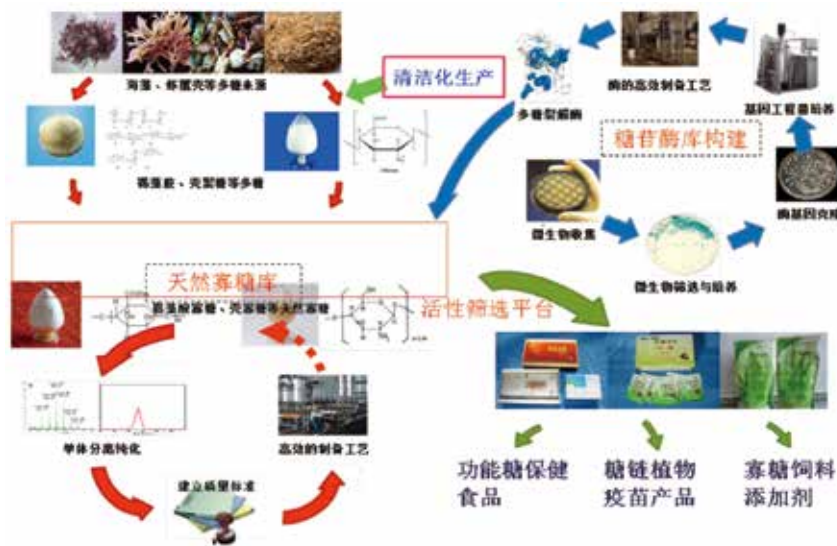 海藻、虾蟹壳等多糖来源
清洁化生产
多糖裂解酶
酶的高效制备工艺
基因工程菌培养
糖苷酶库构建
褐藻胶、壳聚糖等多糖
微生物收集
酶基因克隆
微生物筛选与培养
天然寡糖库
褐藻酸寡糖、壳寡糖等天然寡糖
活性筛选平台
单体分离纯化
高效的制备工艺
建立质量标准
功能糖保健
食品
糖链植物
疫苗产品
寡糖饲料
添加剂